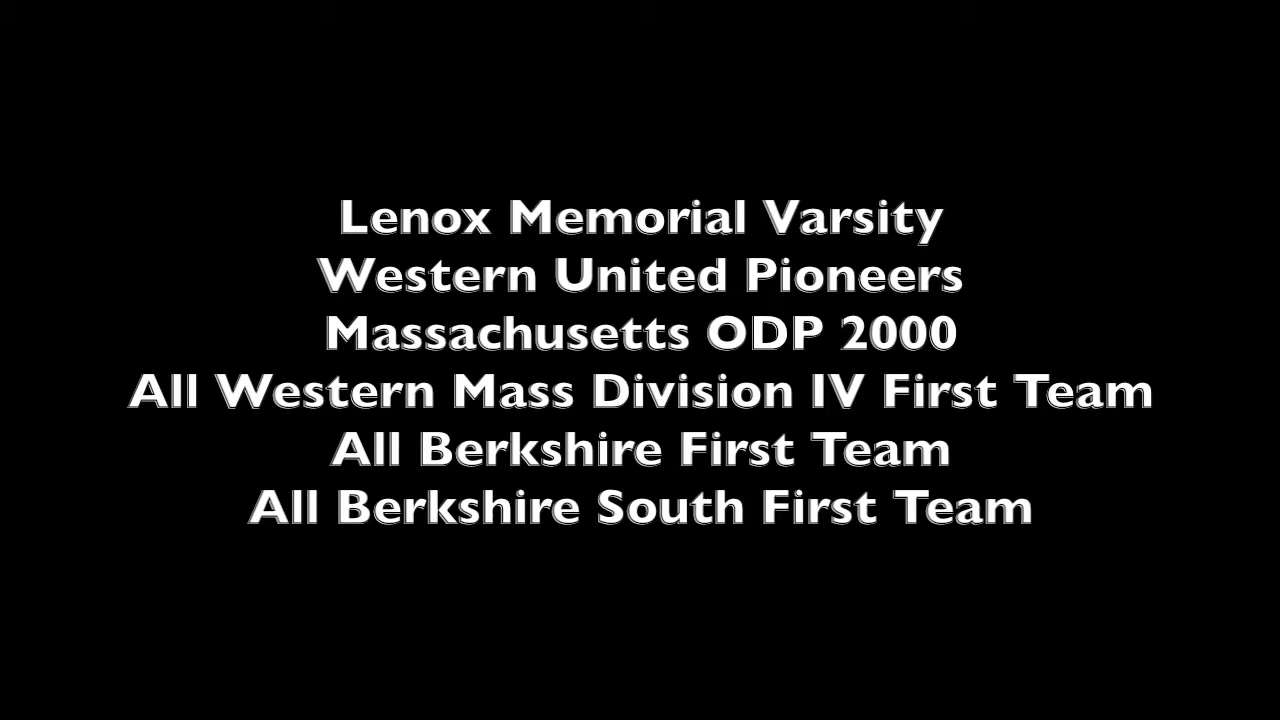 Lenox Memorial Varsity
Western United Pioneers
Massachusetts ODP 2000
All Western Mass Division IV First Team
All Berkshire First Team
All Berkshire South First Team